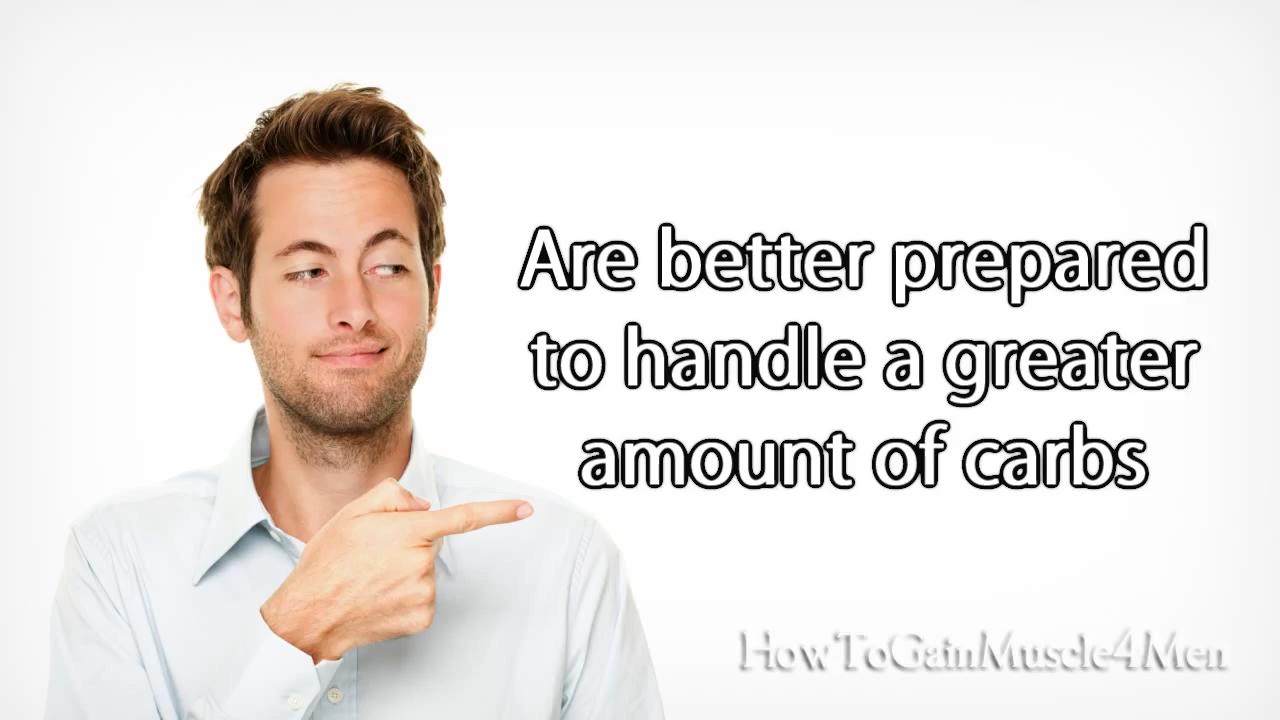 Are better prepared
to handle a greater
amount of carbs
HowToGainMuscle4Men